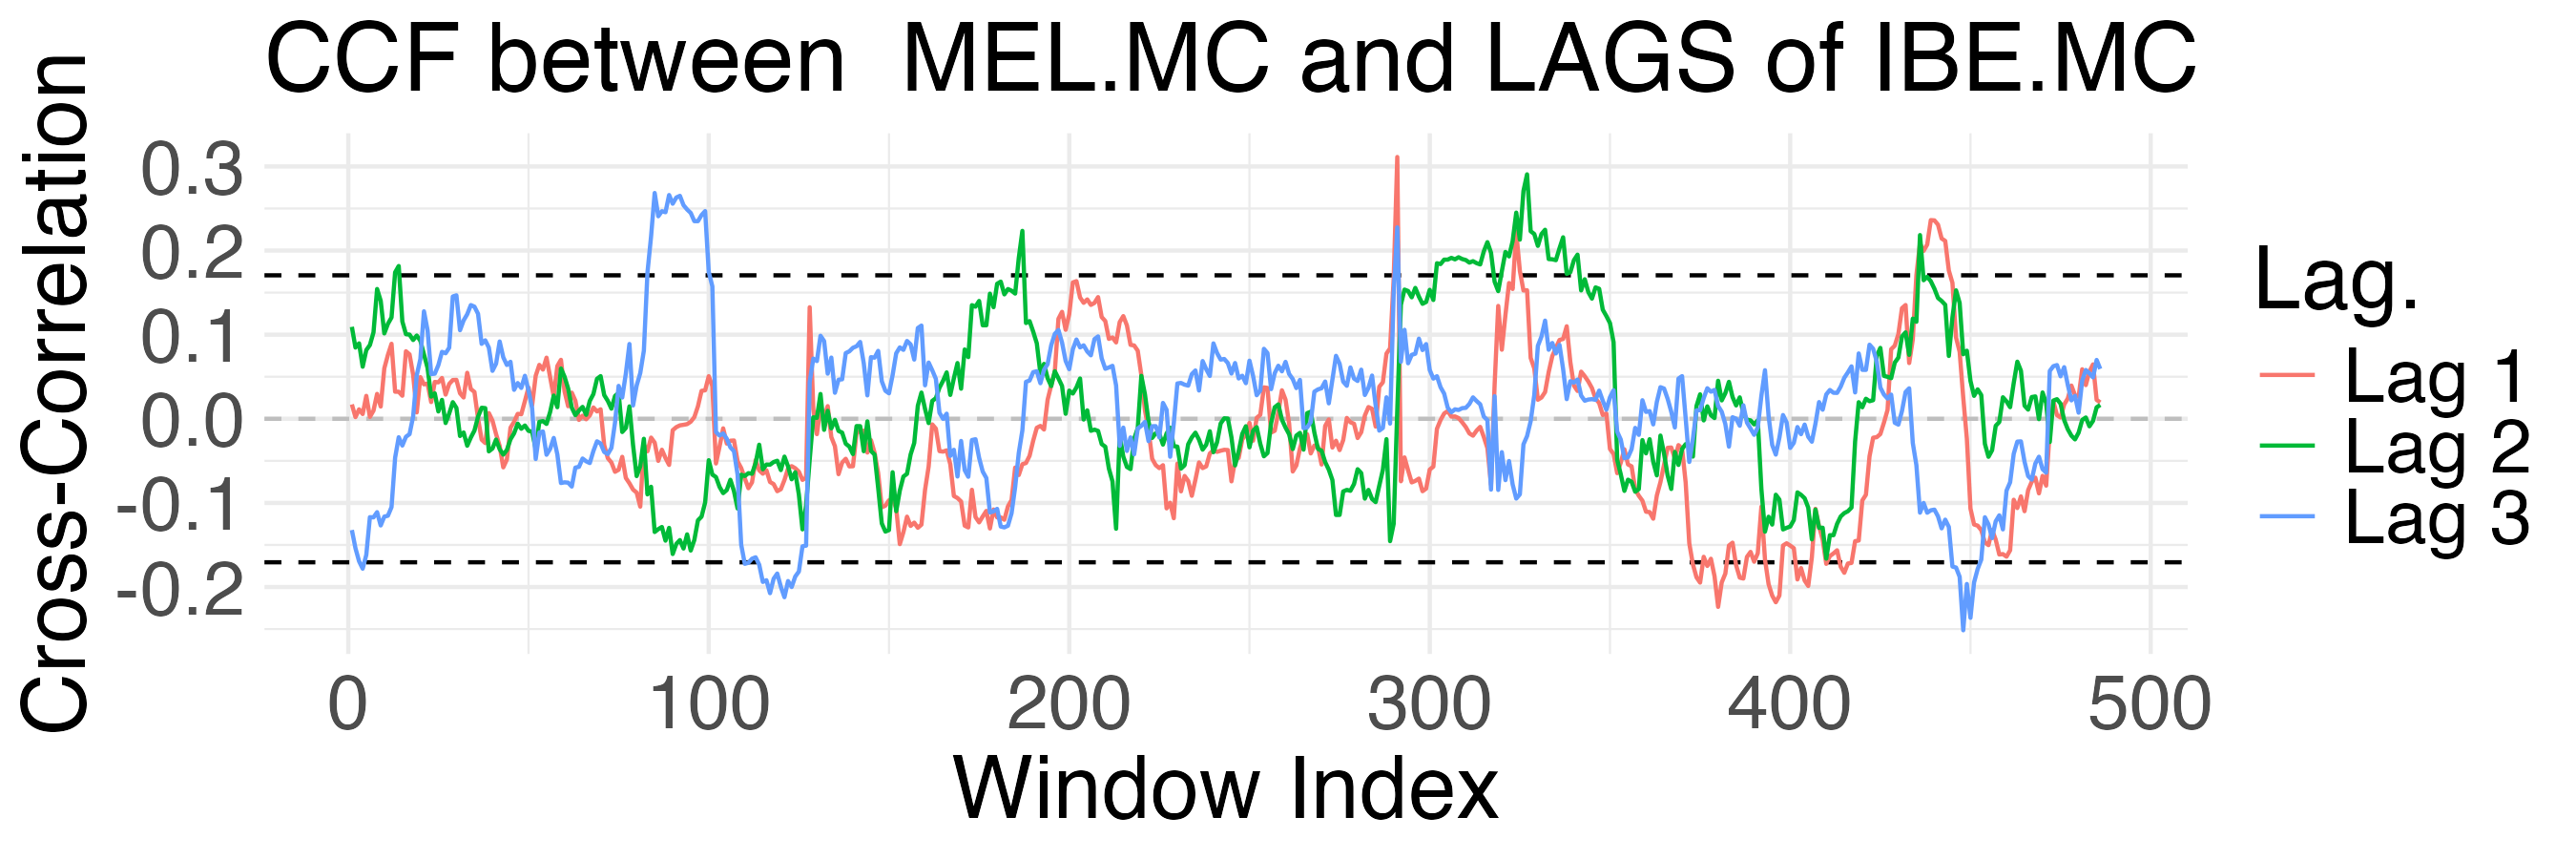 CCF between  MEL.MC and LAGS of IBE.MC
Cross-Correlation
0.3
0.2
0.1
0.0
-0.1
-0.2
0 100 200 300 400 500
Window Index
Lag.
Lag 1
Lag 2
Lag 3